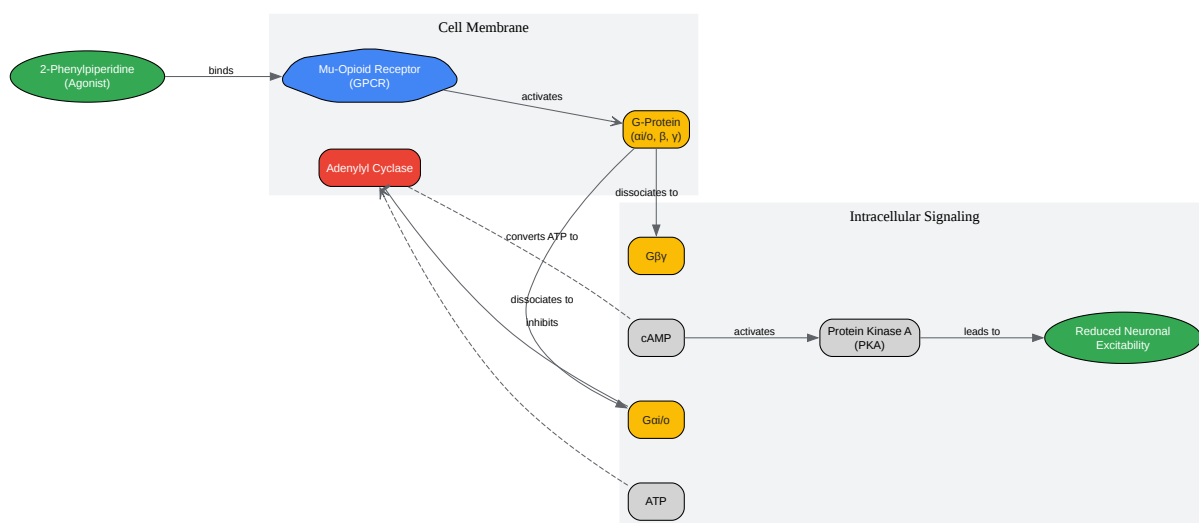 Cell Membrane
2-Phenylpiperidine
(Agonist)
binds
Mu-Opioid Receptor
(GPCR)
activates
G-Protein
(αi/o, β, γ)
Adenylyl Cyclase
dissociates to
Intracellular Signaling
converts ATP to
Gβγ
dissociates to
inhibits
cAMP
activates
Protein Kinase A
(PKA)
leads to
Reduced Neuronal
Excitability
Gαi/o
ATP